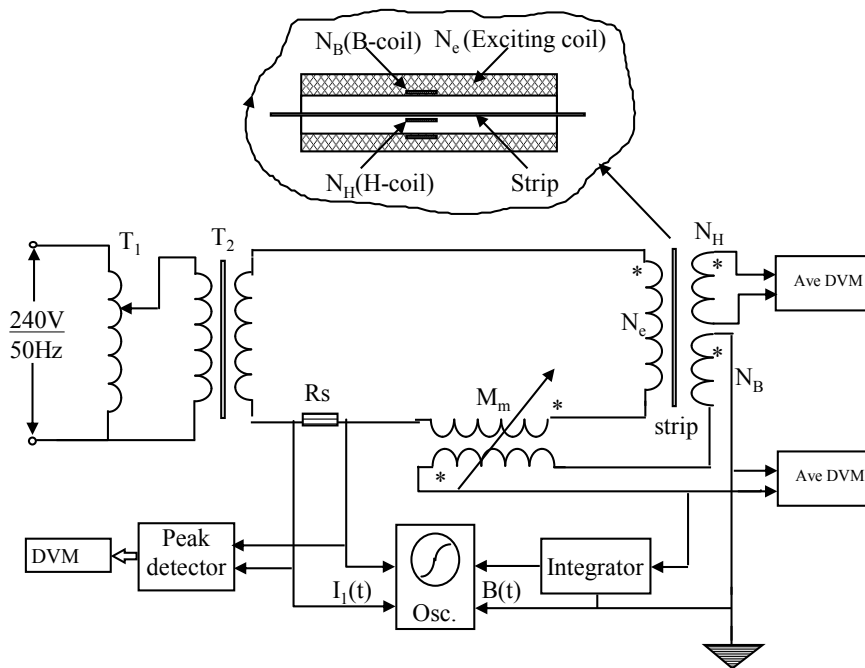 N_B(B-coil) N_e (Exciting coil)
N_H(H-coil) Strip
T_1 T_2 N_H
* *
Ave DVM
240V
50Hz
N_e *
Rs M_m N_B
* strip
*
Ave DVM
DVM Peak
detector
Integrator
I_1(t) B(t)
Osc.